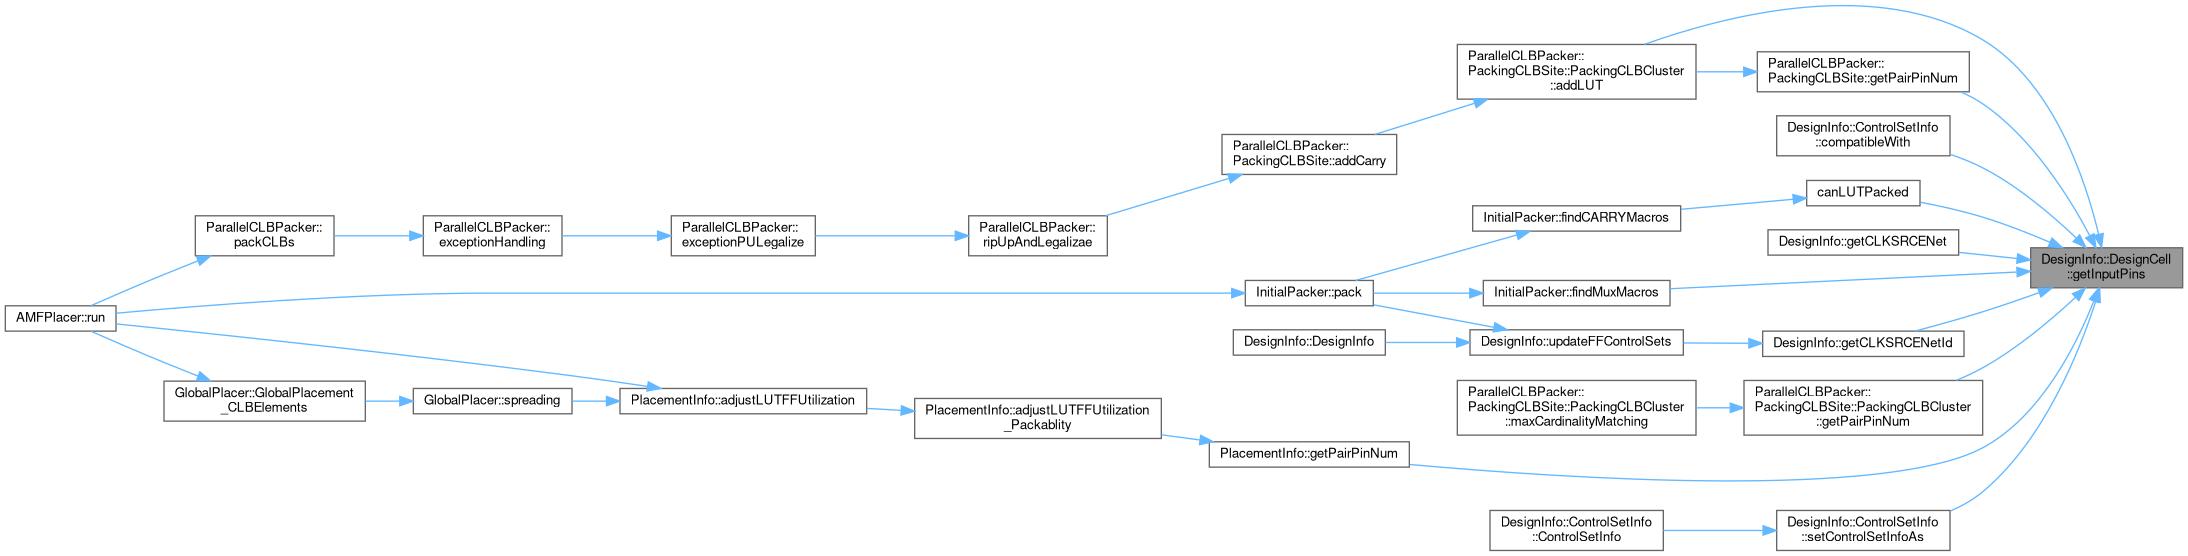 ParallelCLBPacker::
PackingCLBSite::PackingCLBCluster
::addLUT
ParallelCLBPacker::
PackingCLBSite::getPairPinNum
DesignInfo::ControlSetInfo
::compatibleWith
ParallelCLBPacker::
PackingCLBSite::addCarry
canLUTPacked
InitialPacker::findCARRYMacros
ParallelCLBPacker::
packCLBs
ParallelCLBPacker::
exceptionHandling
ParallelCLBPacker::
exceptionPULegalize
ParallelCLBPacker::
ripUpAndLegalizae
DesignInfo::getCLKSRCENet
DesignInfo::DesignCell
::getInputPins
InitialPacker::pack
InitialPacker::findMuxMacros
AMFPlacer::run
DesignInfo::DesignInfo
DesignInfo::updateFFControlSets
DesignInfo::getCLKSRCENetId
GlobalPlacer::GlobalPlacement
_CLBElements
GlobalPlacer::spreading
PlacementInfo::adjustLUTFFUtilization
PlacementInfo::adjustLUTFFUtilization
_Packablity
ParallelCLBPacker::
PackingCLBSite::PackingCLBCluster
::maxCardinalityMatching
ParallelCLBPacker::
PackingCLBSite::PackingCLBCluster
::getPairPinNum
PlacementInfo::getPairPinNum
DesignInfo::ControlSetInfo
::ControlSetInfo
DesignInfo::ControlSetInfo
::setControlSetInfoAs